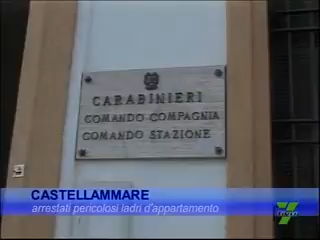 CARABINIERI
COMANDO COMPAGNIA
COMANDO STAZIONE
CASTELLAMMARE
arrestati pericolosi ladri d'appartamento